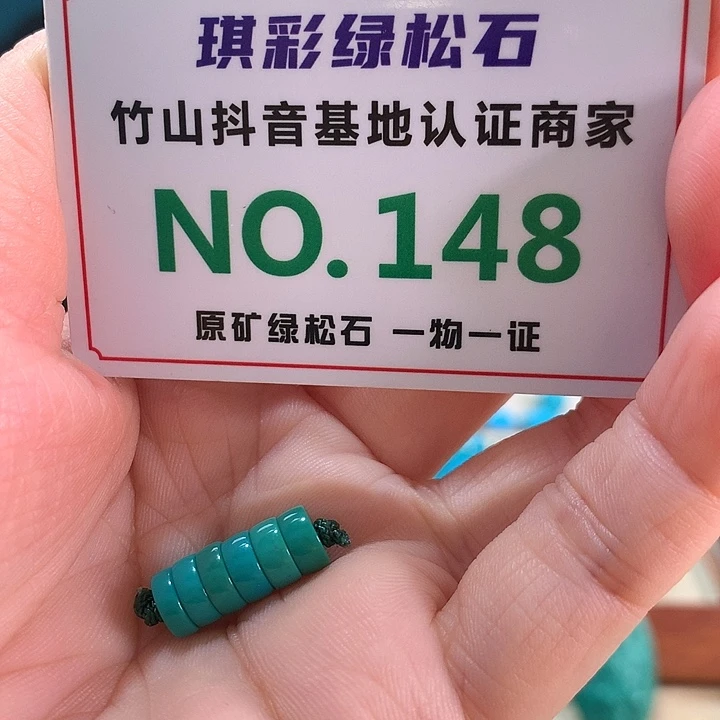 琪彩绿松石
竹山抖音基地认证商家
NO.148
原矿绿松石 一物一证